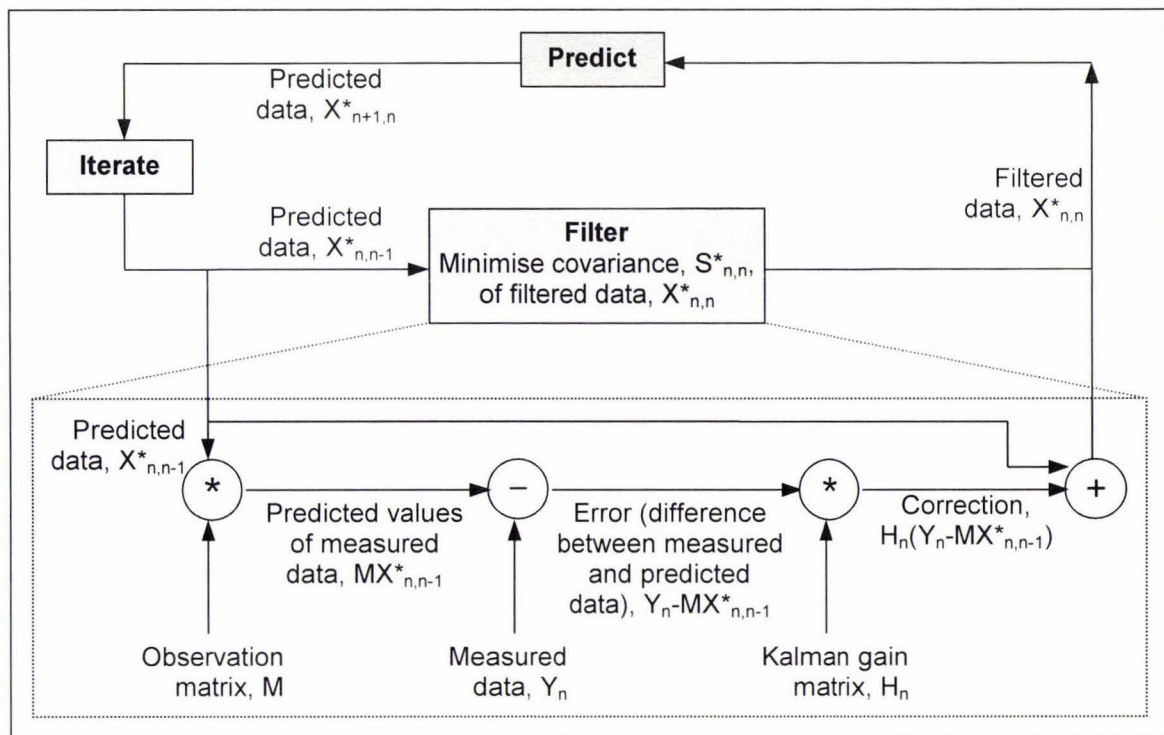 Predict
Predicted
data, X*n+1,n
Iterate
Predicted
data, X*n,n-1
Filter
Minimise covariance, S*n,n,
of filtered data, X*n,n
Filtered
data, X*n,n
Predicted
data, X*n,n-1
*
−
*
+
Predicted values
of measured
data, MX*n,n-1
Error (difference
between measured
and predicted
data), Yn-MX*n,n-1
Correction,
Hn(Yn-MX*n,n-1)
Observation
matrix, M
Measured
data, Yn
Kalman gain
matrix, Hn